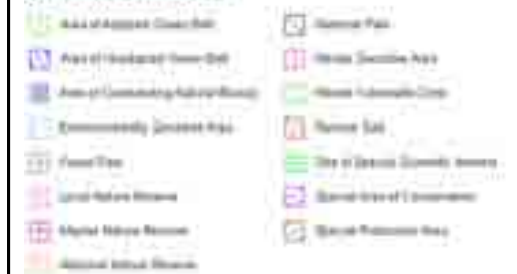 Area of Adopted Green Belt
Area of Unadopted Green Belt
Area of Outstanding Natural Beauty
Environmentally Sensitive Area
Forest Park
Local Nature Reserve
Marine Nature Reserve
National Nature Reserve
National Park
Nitrate Sensitive Area
Nitrate Vulnerable Zone
Ramsar Site
Site of Special Scientific Interest
Special Area of Conservation
Special Protection Area